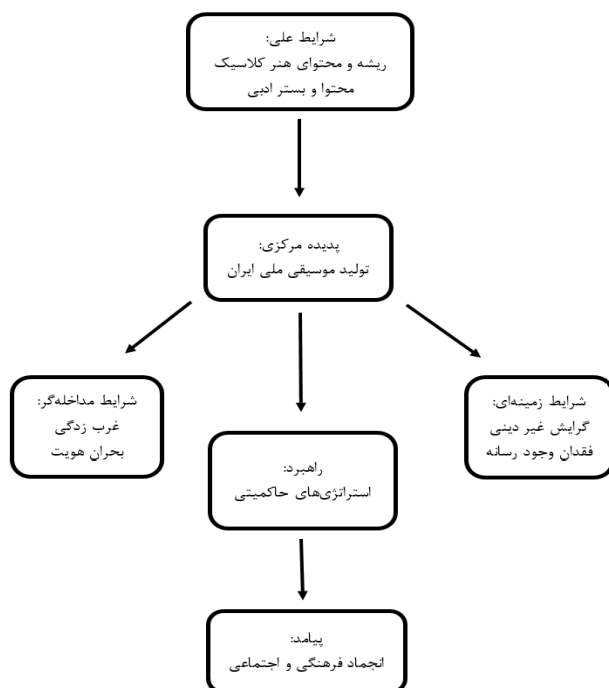 شرایط علی:
ریشه و محتوای هنر کلاسیک
محتوا و بستر ادبی
پدیده مرکزی:
تولید موسیقی ملی ایران
شرایط زمینه‌ای:
گرایش غیر دینی
فقدان وجود رسانه
شرایط مداخله‌گر:
غرب زدگی
بحران هویت
راهبرد:
استراتژی‌های حاکمیتی
پیامد:
انجماد فرهنگی و اجتماعی